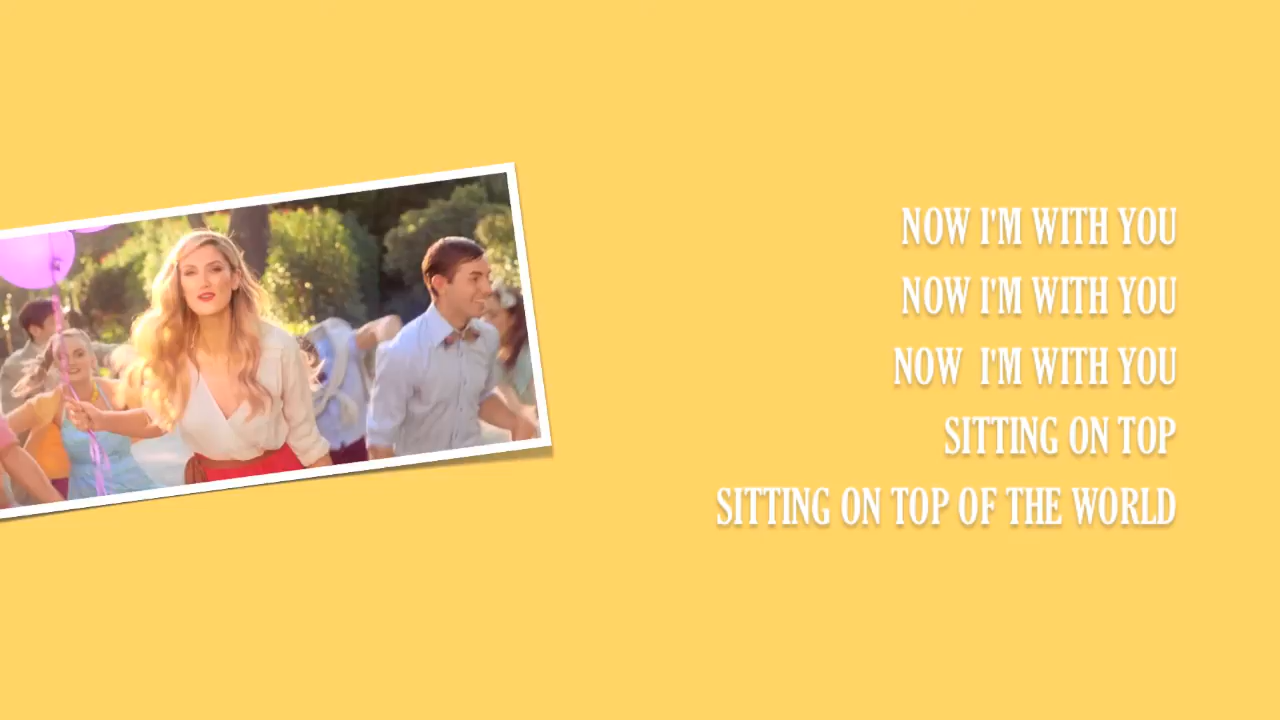 NOW I'M WITH YOU
NOW I'M WITH YOU
NOW  I'M WITH YOU
SITTING ON TOP
SITTING ON TOP OF THE WORLD